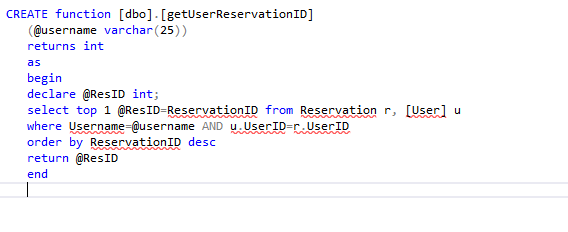 CREATE function [dbo].[getUserReservationID]
(@username varchar(25))
returns int
as
begin
declare @ResID int;
select top 1 @ResID=ReservationID from Reservation r, [User] u
where Username=@username AND u.UserID=r.UserID
order by ReservationID desc
return @ResID
end